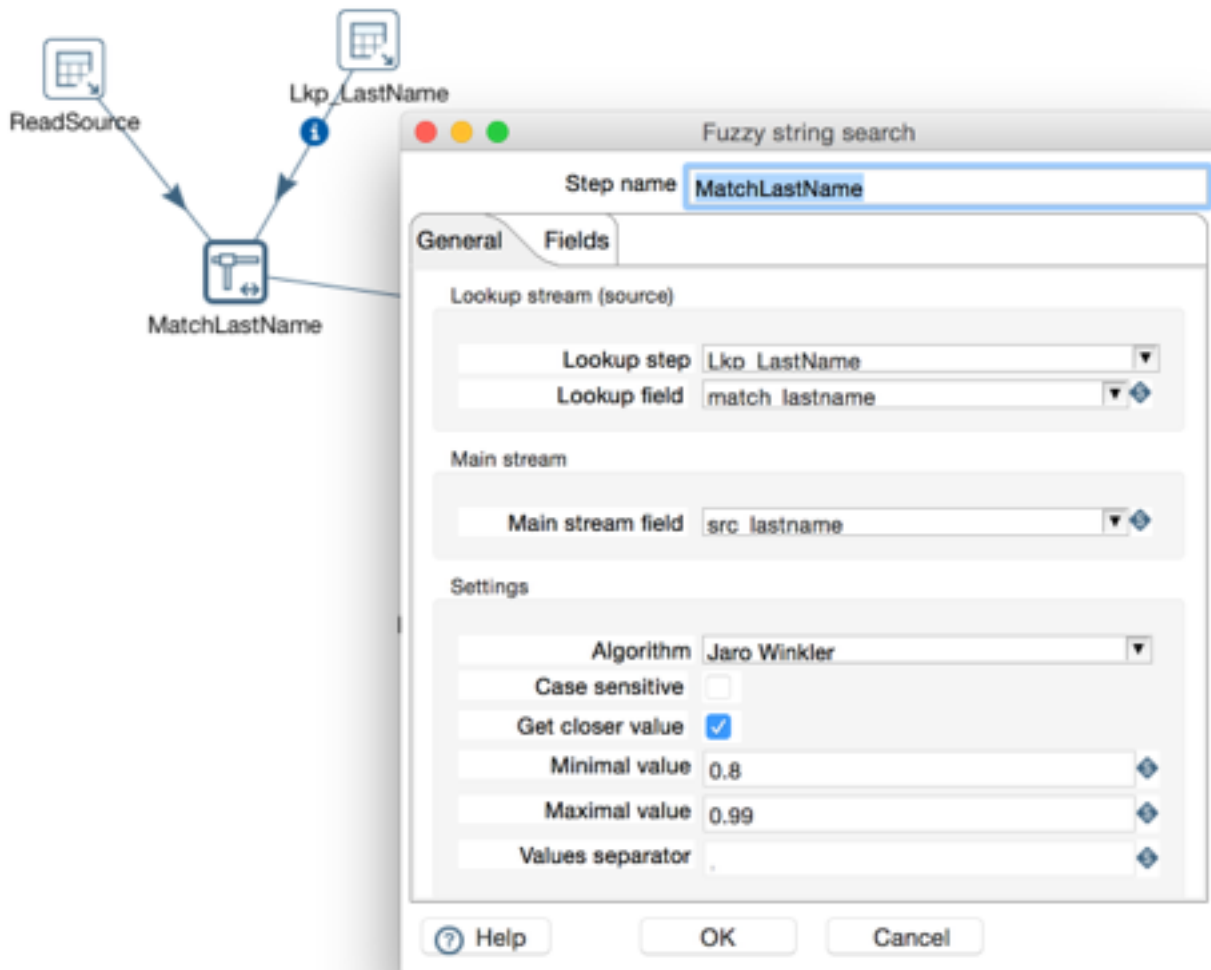 Lkp_LastName
ReadSource
Fuzzy string search
Step name MatchLastName
General Fields
MatchLastName
Lookup stream (source)
Lookup step Lkp_LastName
Lookup field match_lastname
Main stream
Main stream field src_lastname
Settings
Algorithm Jaro Winkler
Case sensitive
Get closer value
Minimal value 0.8
Maximal value 0.99
Values separator
Help OK Cancel